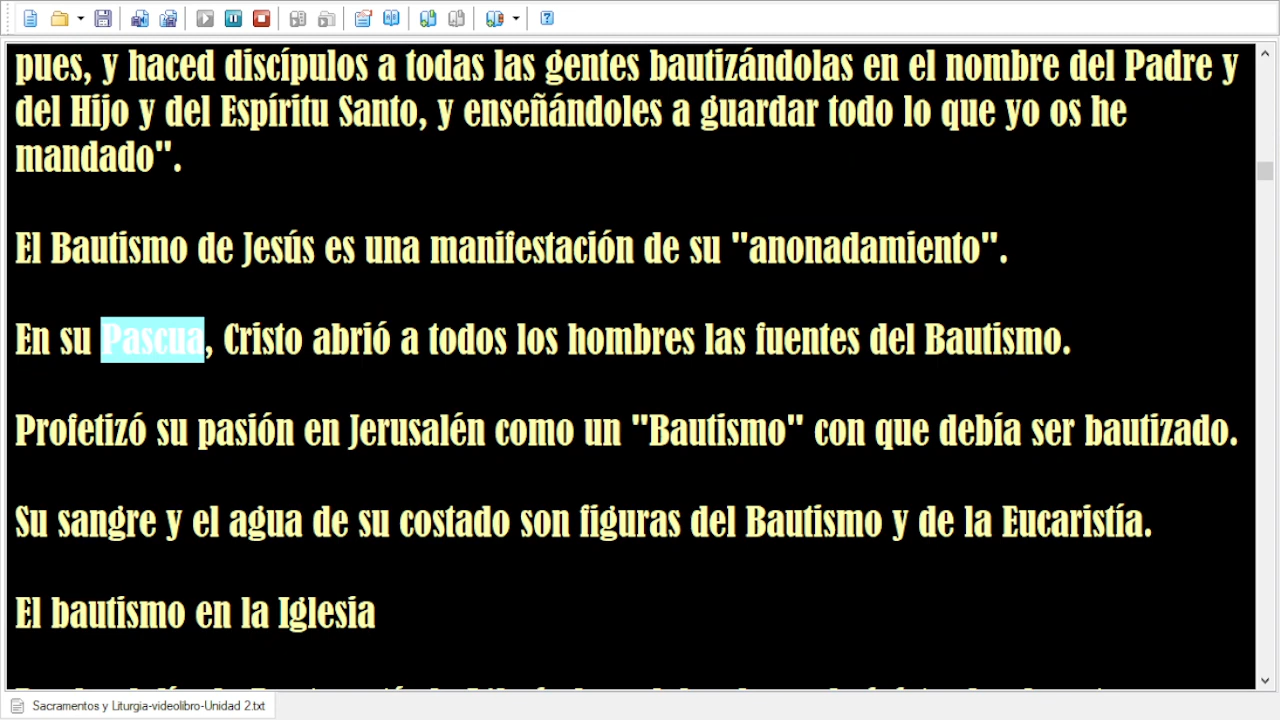 pues, y haced discípulos a todas las gentes bautizándolas en el nombre del Padre y
del Hijo y del Espíritu Santo, y enseñándoles a guardar todo lo que yo os he
mandado".
El Bautismo de Jesús es una manifestación de su "anonadamiento".
En su Pascua, Cristo abrió a todos los hombres las fuentes del Bautismo.
Profetizó su pasión en Jerusalén como un "Bautismo" con que debía ser bautizado.
Su sangre y el agua de su costado son figuras del Bautismo y de la Eucaristía.
El bautismo en la Iglesia
Sacramentos y Liturgia-videolibro-Unidad 2.txt